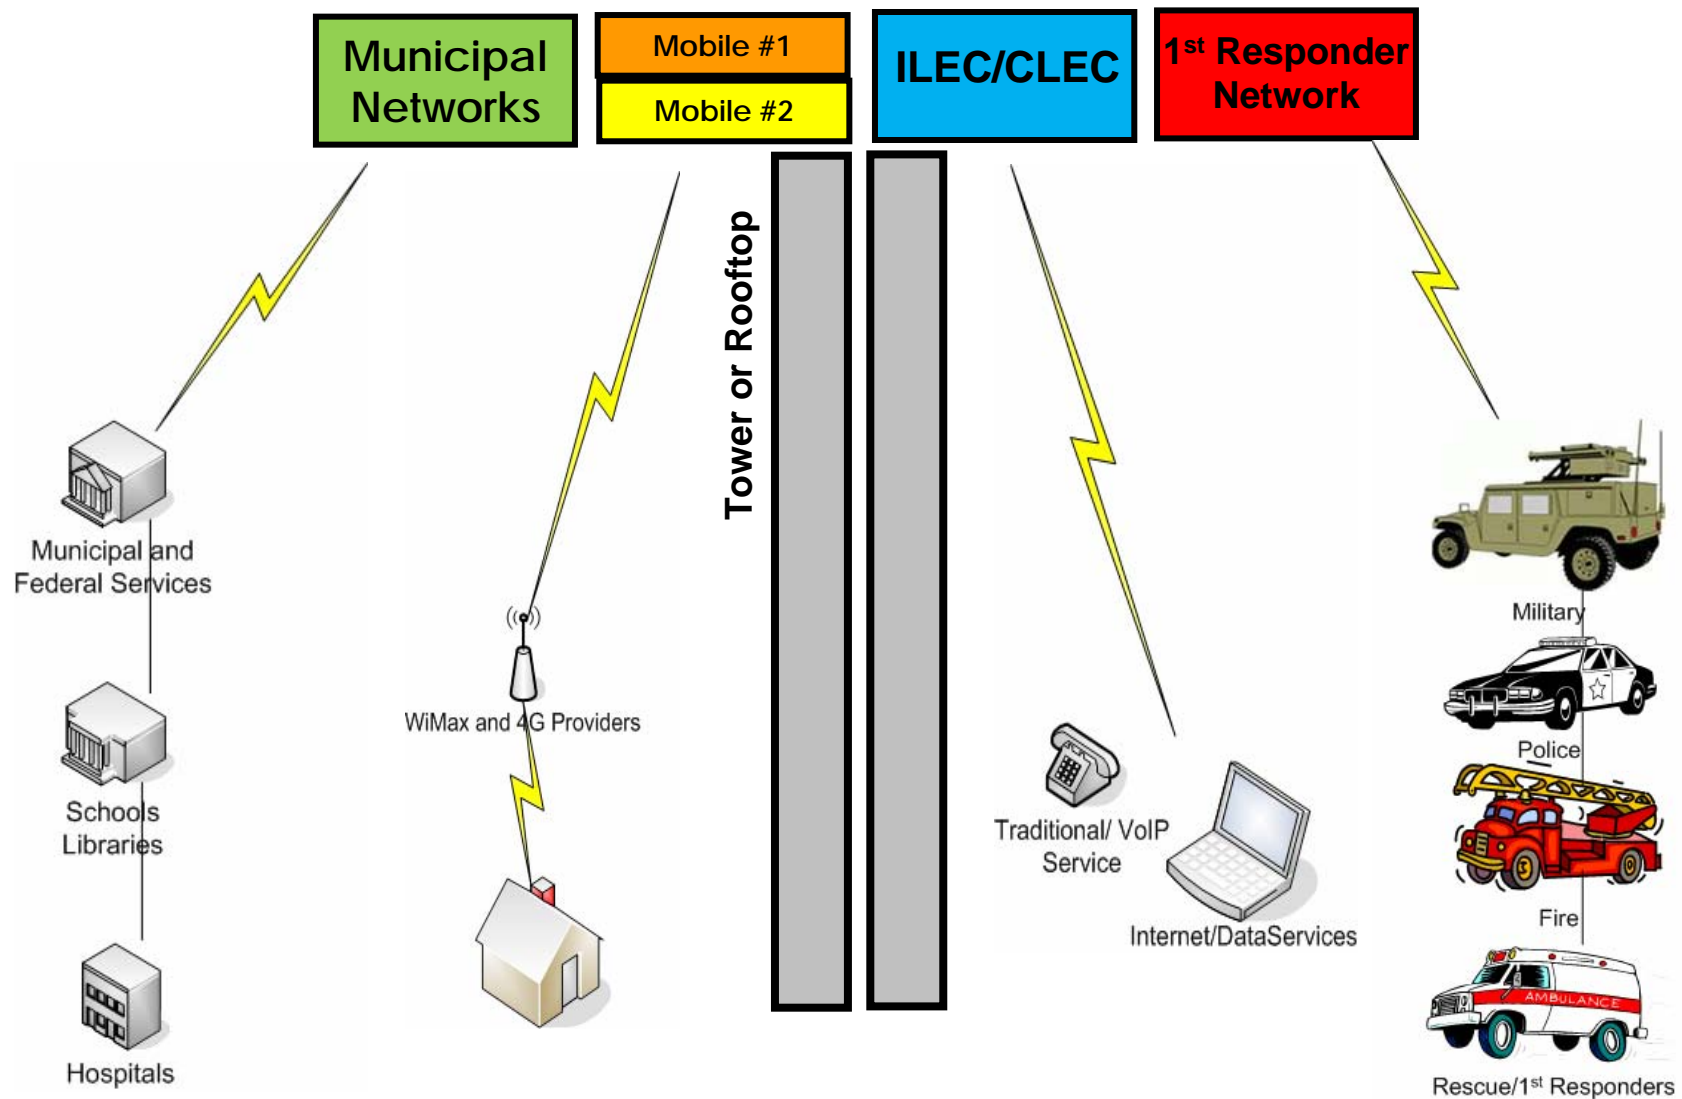 Municipal
Networks
Mobile #1
Mobile #2
ILEC/CLEC
1st Responder
Network
Tower or Rooftop
Municipal and
Federal Services
Schools
Libraries
Hospitals
WiMax and 4G Providers
Traditional/ VoIP
Service
Internet/DataServices
Military
Police
Fire
AMBULANCE
Rescue/1st Responders